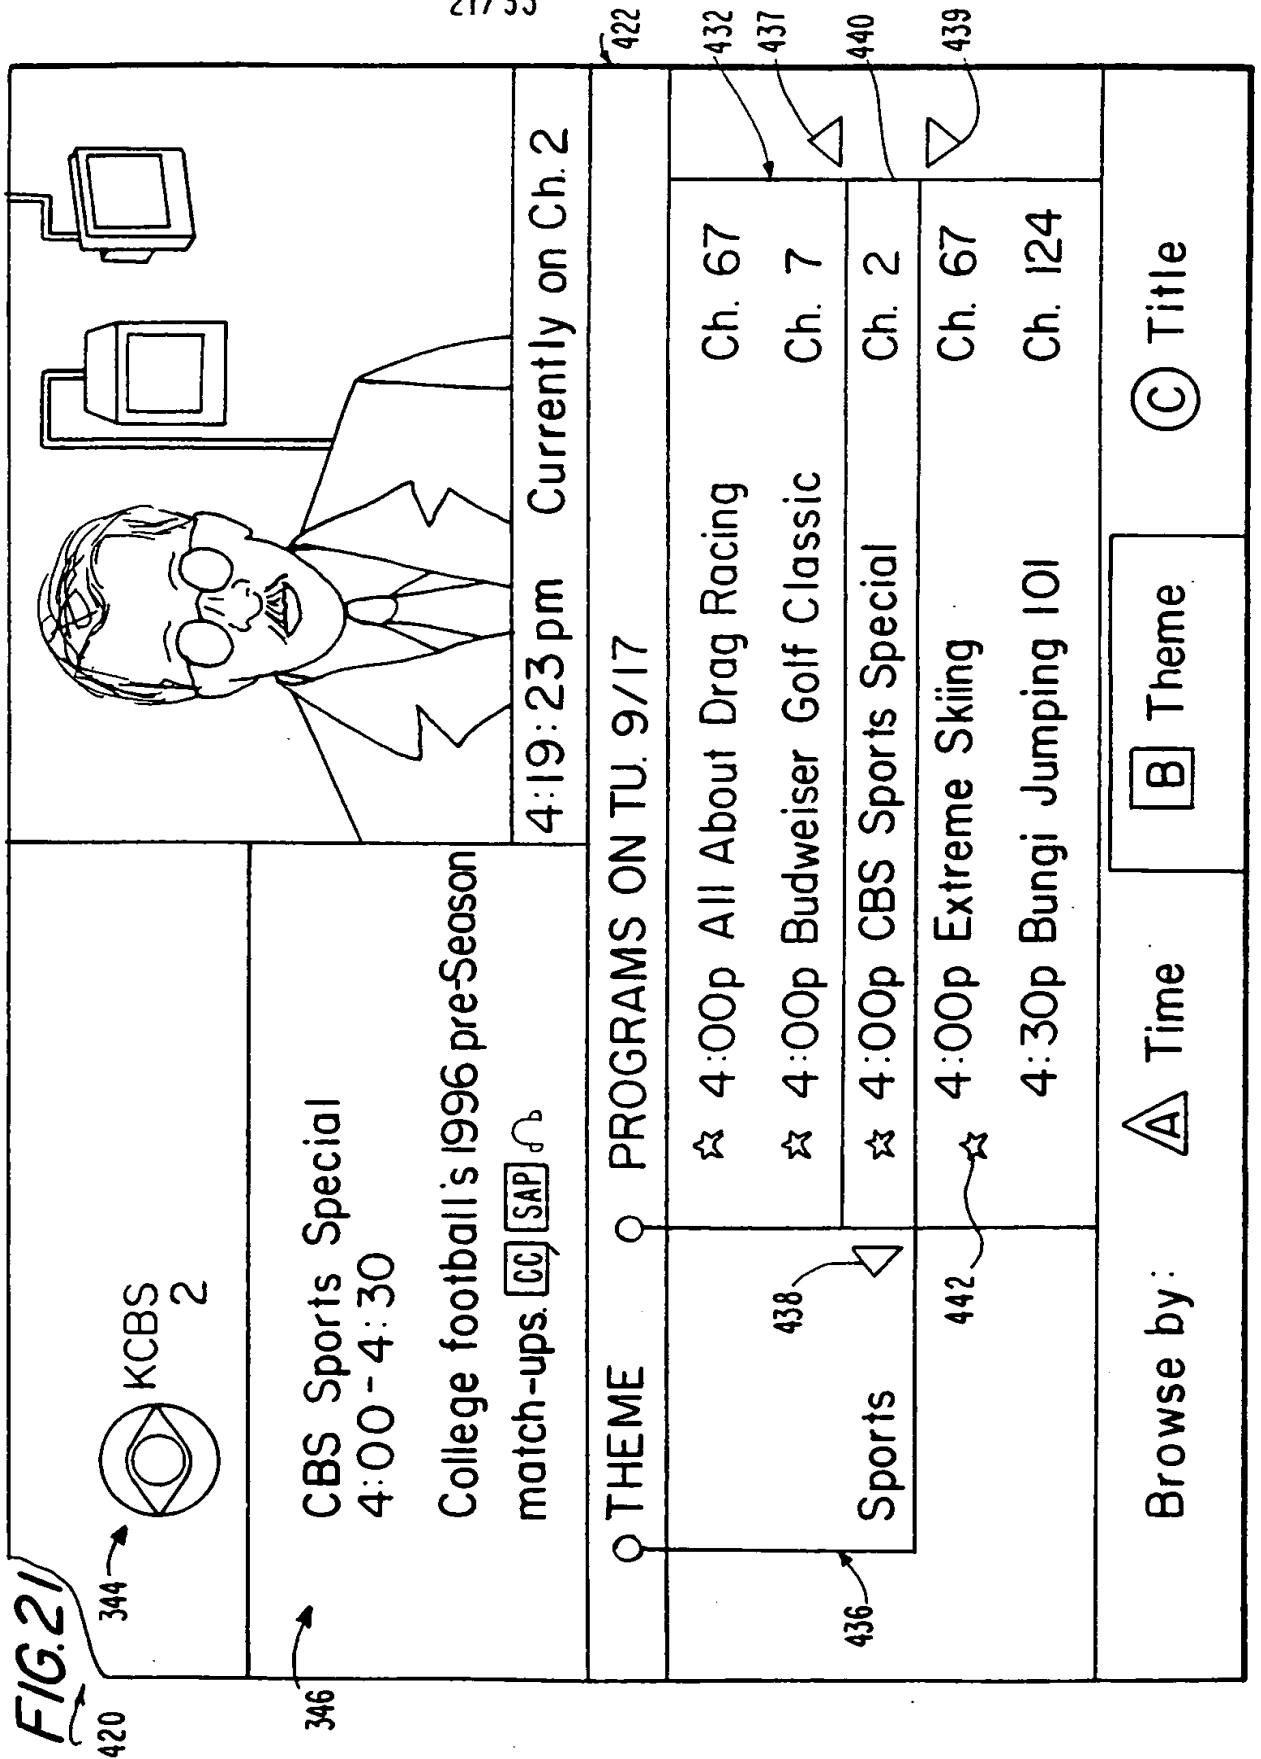 21/33
FIG. 21
420
344
KCBS
2
346
CBS Sports Special
4:00-4:30
College football's 1996 pre-Season
match-ups. CC SAP
4:19:23 pm Currently on Ch. 2
422
THEME PROGRAMS ON TU. 9/17
☆ 4:00p All About Drag Racing Ch. 67
432
☆ 4:00p Budweiser Golf Classic Ch. 7
437
438
Sports
☆ 4:00p CBS Sports Special Ch. 2
440
436
☆ 4:00p Extreme Skiing Ch. 67
439
442
4:30p Bungi Jumping 101 Ch. 124
Browse by: A Time B Theme C Title